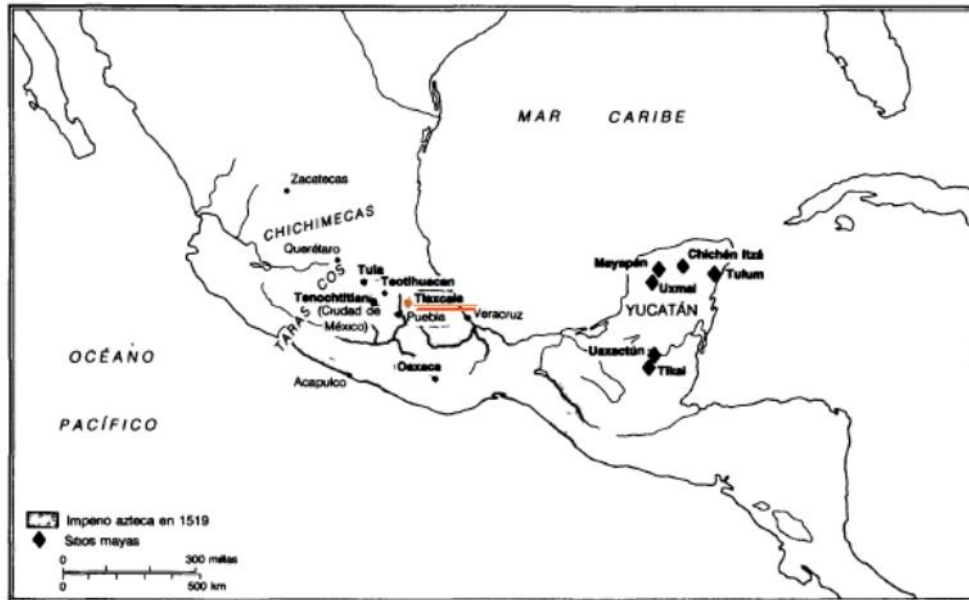 MAR CARIBE
Zacatecas
CHICHIMECAS
Querétaro
Tula
Teotihuacan
TARAS COS
Tenochtitlan
(Ciudad de
México)
Tlaxcala
Puebla
Veracruz
Oaxaca
Acapulco
Mayapán
Chichén Itzá
Tulum
Uxmal
YUCATÁN
Uaxactún
Tikal
OCÉANO
PACÍFICO
Impeno azteca en 1519
Sitios mayas
0 300 millas
0 500 km